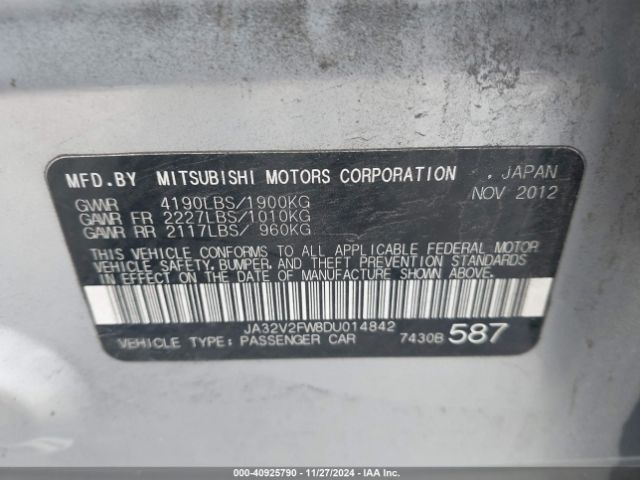 MFD.BY MITSUBISHI MOTORS CORPORATION , JAPAN
GVWR 4190LBS/1900KG NOV 2012
GAWR FR 2227LBS/1010KG
GAWR RR 2117LBS/ 960KG
THIS VEHICLE CONFORMS TO ALL APPLICABLE FEDERAL MOTOR
VEHICLE SAFETY, BUMPER, AND THEFT PREVENTION STANDARDS
IN EFFECT ON THE DATE OF MANUFACTURE SHOWN ABOVE.
JA32V2FW8DU014842
VEHICLE TYPE: PASSENGER CAR 7430B 587
000-40925790 - 11/27/2024 - IAA Inc.